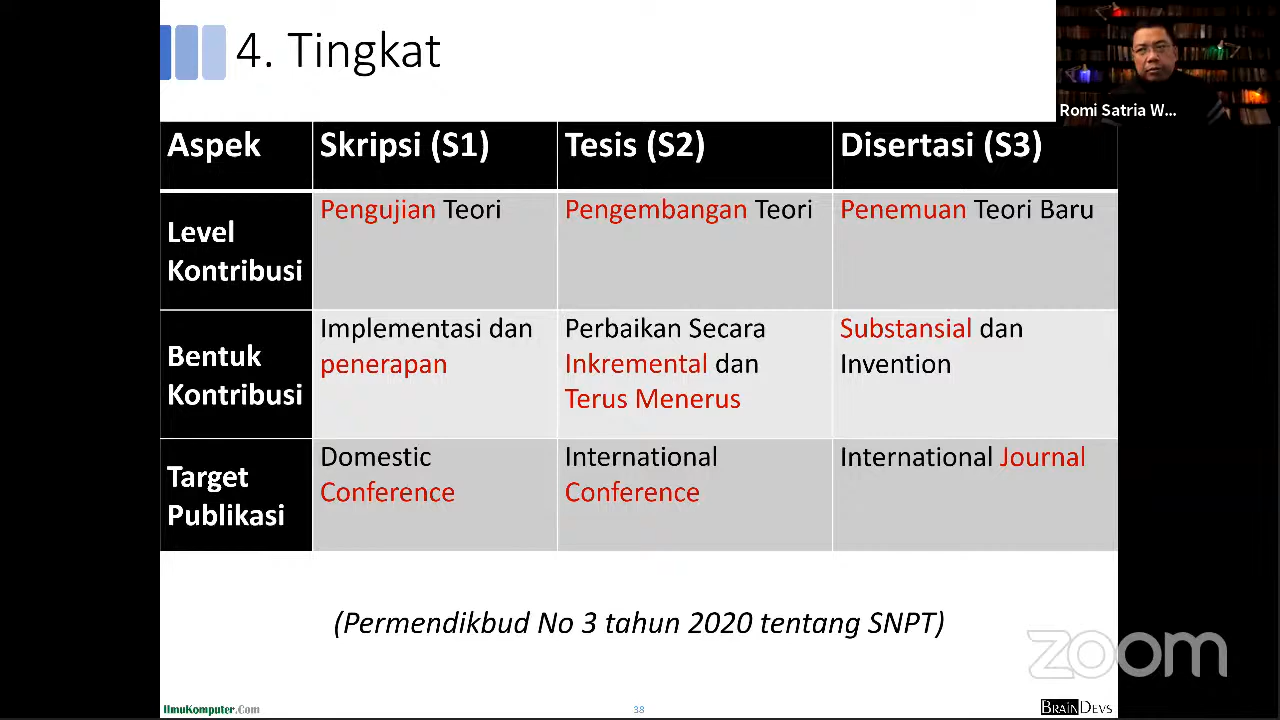 4. Tingkat
Romi Satria W...
Aspek
Skripsi (S1)
Tesis (S2)
Disertasi (S3)
Level
Kontribusi
Pengujian Teori
Pengembangan Teori
Penemuan Teori Baru
Bentuk
Kontribusi
Implementasi dan
penerapan
Perbaikan Secara
Inkremental dan
Terus Menerus
Substansial dan
Invention
Target
Publikasi
Domestic
Conference
International
Conference
International Journal
(Permendikbud No 3 tahun 2020 tentang SNPT)
zoom
IlmuKomputer.Com
38
BRAINDEVS